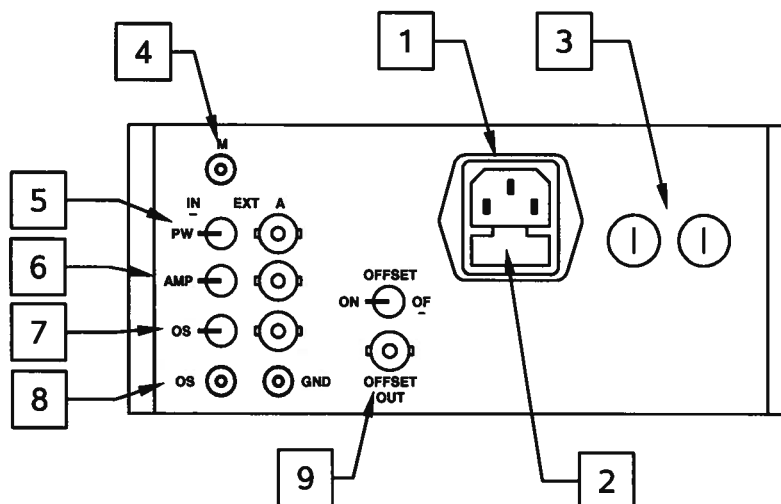 4
1
3
M
5
IN EXT A
PW
6
AMP
OFFSET
ON OF
7
OS
8
OS GND
OFFSET
OUT
9
2